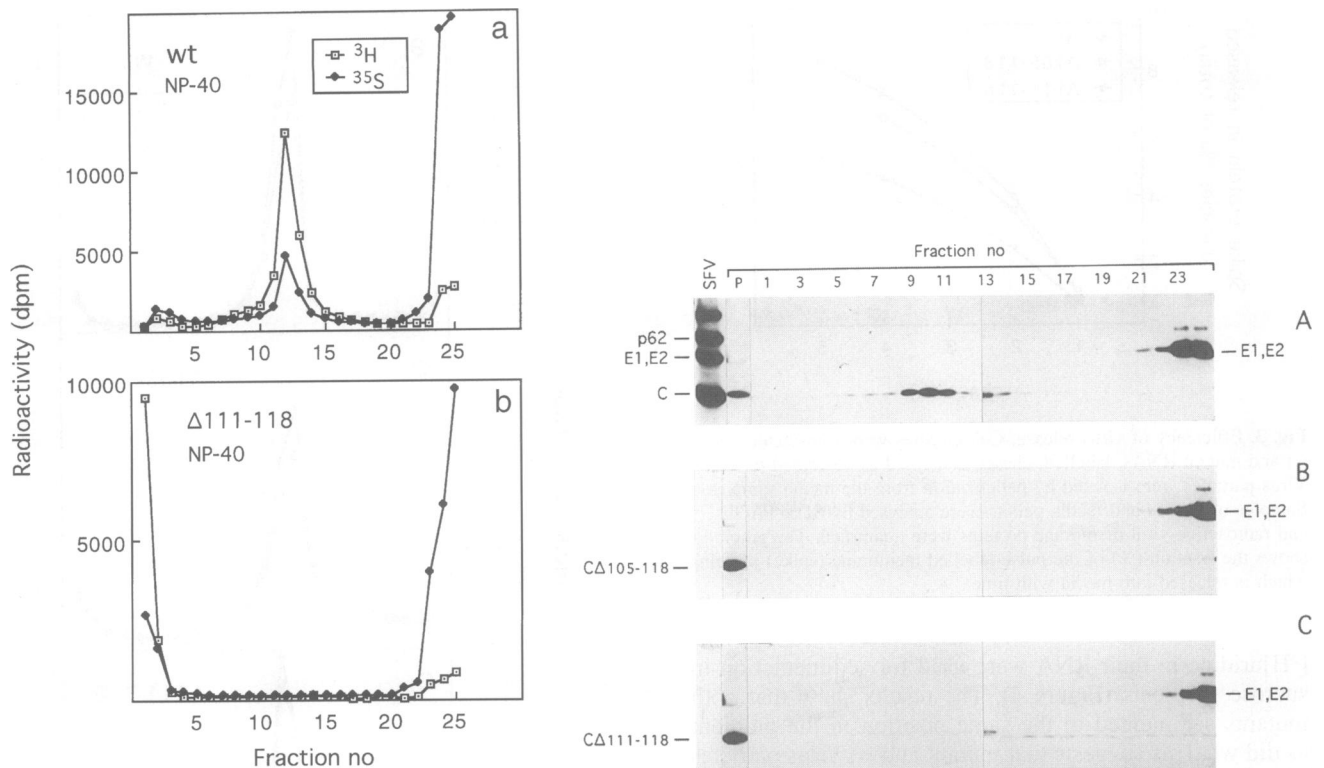 a
wt
NP-40
³H
³⁵S
15000
10000
5000
5 10 15 20 25
10000
b
Δ111-118
NP-40
5000
5 10 15 20 25
Radioactivity (dpm)
Fraction no
Fraction no
SFV
P 1 3 5 7 9 11 13 15 17 19 21 23
A
p62
E1,E2
C
E1,E2
B
E1,E2
CΔ105-118
C
E1,E2
CΔ111-118